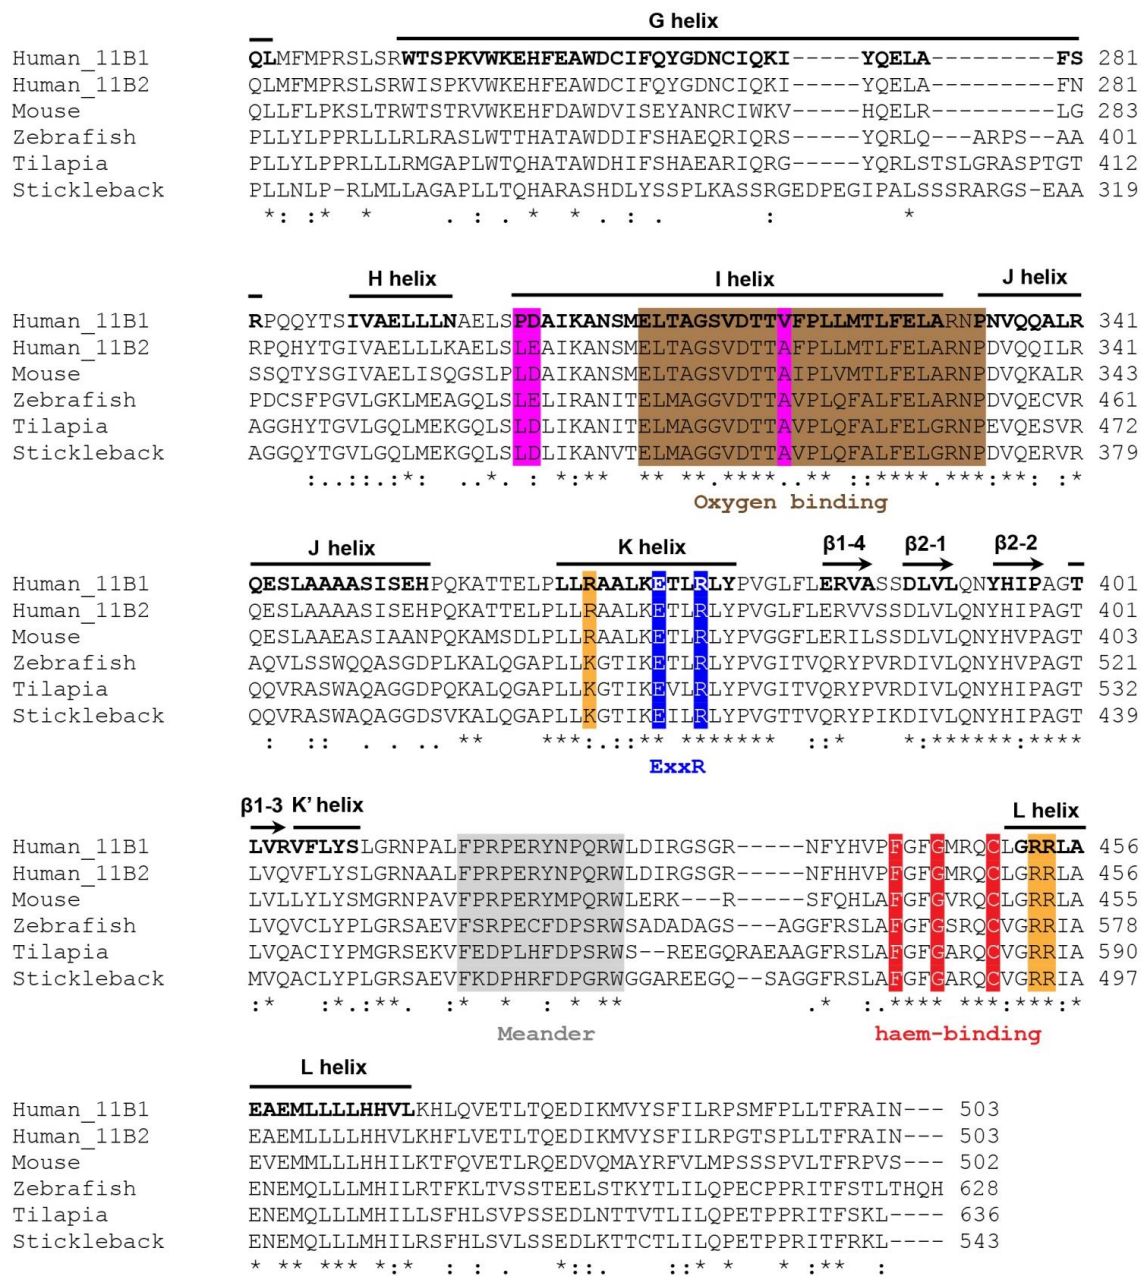 G helix
Human_11B1 QLMFMPRSLSRWTSPKVWKEHFEAWDCIFQYGDNCIQKI-----YQELA---------FS 281
Human_11B2 QLMFMPRSLSRWISPKVWKEHFEAWDCIFQYGDNCIQKI-----YQELA---------FN 281
Mouse QLLFLPKSLTRWTSTRVWKEHFDAWDVISEYANRCIWKV-----HQELR---------LG 283
Zebrafish PLLYLPPRLLLRLRASLWTTHATAWDDIFSHAEQRIQRS-----YQRLQ---ARPS-AA 401
Tilapia PLLYLPPRLLLRMGAPLWTQHATAWDHIFSHAEARIQRG-----YQRLSTSLGRASPTGT 412
Stickleback PLLNLP-RLMLLAGAPLLTQHARASHDLYSSPLKASSRGEDPEGIPALSSSRARGS-EAA 319
*: :* * . : * * . : . : *
H helix I helix J helix
Human_11B1 RPQQYTSIVAELLLNAELSPDAIKANSMELTAGSVDTTVFPLLMTLFELARNPNVQQALR 341
Human_11B2 RPQHYTGIVAELLLKAELSLEAIKANSMELTAGSVDTTAFPLLMTLFELARNPDVQQILR 341
Mouse SSQTYSGIVAELISQGSLPLDAIKANSMELTAGSVDTTAIPLVMTLFELARNPDVQKALR 343
Zebrafish PDCSFPGVLGKLMEAGQLSLELIRANITELMAGGVDTTAVPLQFALFELARNPDVQECVR 461
Tilapia AGGHYTGVLGQLMEKGQLSLDLIKANITELMAGGVDTTAVPLQFALFELGRNPEVQESVR 472
Stickleback AGGQYTGVLGQLMEKGQLSLDLIKANVTELMAGGVDTTAVPLQFALFELGRNPDVQERVR 379
:..::.:*: ..*. : *:** ** **.****..** ::****.***:**: :*
Oxygen binding
J helix K helix β1-4 β2-1 β2-2
Human_11B1 QESLAAAASISEHPQKATTELPLLRAALKETLRLYPVGLFLERVASSDLVLQNYHIPAGT 401
Human_11B2 QESLAAAASISEHPQKATTELPLLRAALKETLRLYPVGLFLERVVSSDLVLQNYHIPAGT 401
Mouse QESLAAEASIAANPQKAMSDLPLLRAALKETLRLYPVGGFLERILSSDLVLQNYHVPAGT 403
Zebrafish AQVLSSWQQASGDPLKALQGAPLLKGTIKETLRLYPVGITVQRYPVRDIVLQNYHVPAGT 521
Tilapia QQVRASWAQAGGDPQKALQGAPLLKGTIKEVLRLYPVGITVQRYPVRDIVLQNYHIPAGT 532
Stickleback QQVRASWAQAGGDSVKALQGAPLLKGTIKEILRLYPVGTTVQRYPIKDIVLQNYHIPAGT 439
: :: . . .. ** ***:.::** ******* ::* *:******:****
ExxR
β1-3 K’ helix L helix
Human_11B1 LVRVFLYSLGRNPALFPRPERYNPQRWLDIRGSGR-----NFYHVPFGFGMRQCLGRRLA 456
Human_11B2 LVQVFLYSLGRNPALFPRPERYNPQRWLDIRGSGR-----NFHHVPFGFGMRQCLGRRLA 456
Mouse LVLLYLYSMGRNPAVFPRPERYMPQRWLERK---R-----SFQHLAFGFGVRQCLGRRLA 455
Zebrafish LVQVCLYPLGRSPEVFSRPECFDPSRWSADADAGS---AGGFRSLAFGFGSRQCVGRRIA 578
Tilapia LVQACIYPMGRSEKVFEDPLHFDPSRWS--REEGQRAEAAGFRSLAFGFGARQCVGRRIA 590
Stickleback MVQACLYPLGRSAEVFKDPHRFDPGRWGGAREEGQ--SAGGFRSLAFGFGARQCVGRRIA 497
:* .:*.:**. :* * : * ** .* :.**** ***:***:*
Meander haem-binding
L helix
Human_11B1 EAEMLLLLHHVLKHLQVETLTQEDIKMVYSFILRPSMFPLLTFRAIN--- 503
Human_11B2 EAEMLLLLHHVLKHFLVETLTQEDIKMVYSFILRPGTSPLLTFRAIN--- 503
Mouse EVEMMLLLHHILKTFQVETLRQEDVQMAYRFVLMPSSSPVLTFRPVS--- 502
Zebrafish ENEMQLLLMHILRTFKLTVSSTEELSTKYTLILQPECPPRITFSTLTHQH 628
Tilapia ENEMQLLLMHILLSFHLSVPSSEDLNTTVTLILQPETPPRITFSKL---- 636
Stickleback ENEMQLLLMHILRSFHLSVLSSEDLKTTCTLILQPETPPRITFRKL---- 543
* ** *** *:* : : . *::. ::* * * :** :